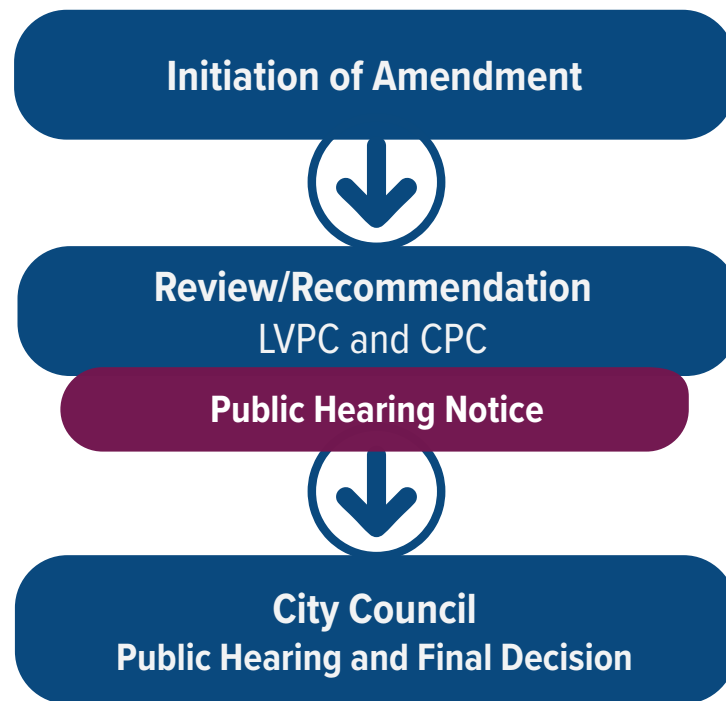 Initiation of Amendment
Review/Recommendation
LVPC and CPC
Public Hearing Notice
City Council
Public Hearing and Final Decision